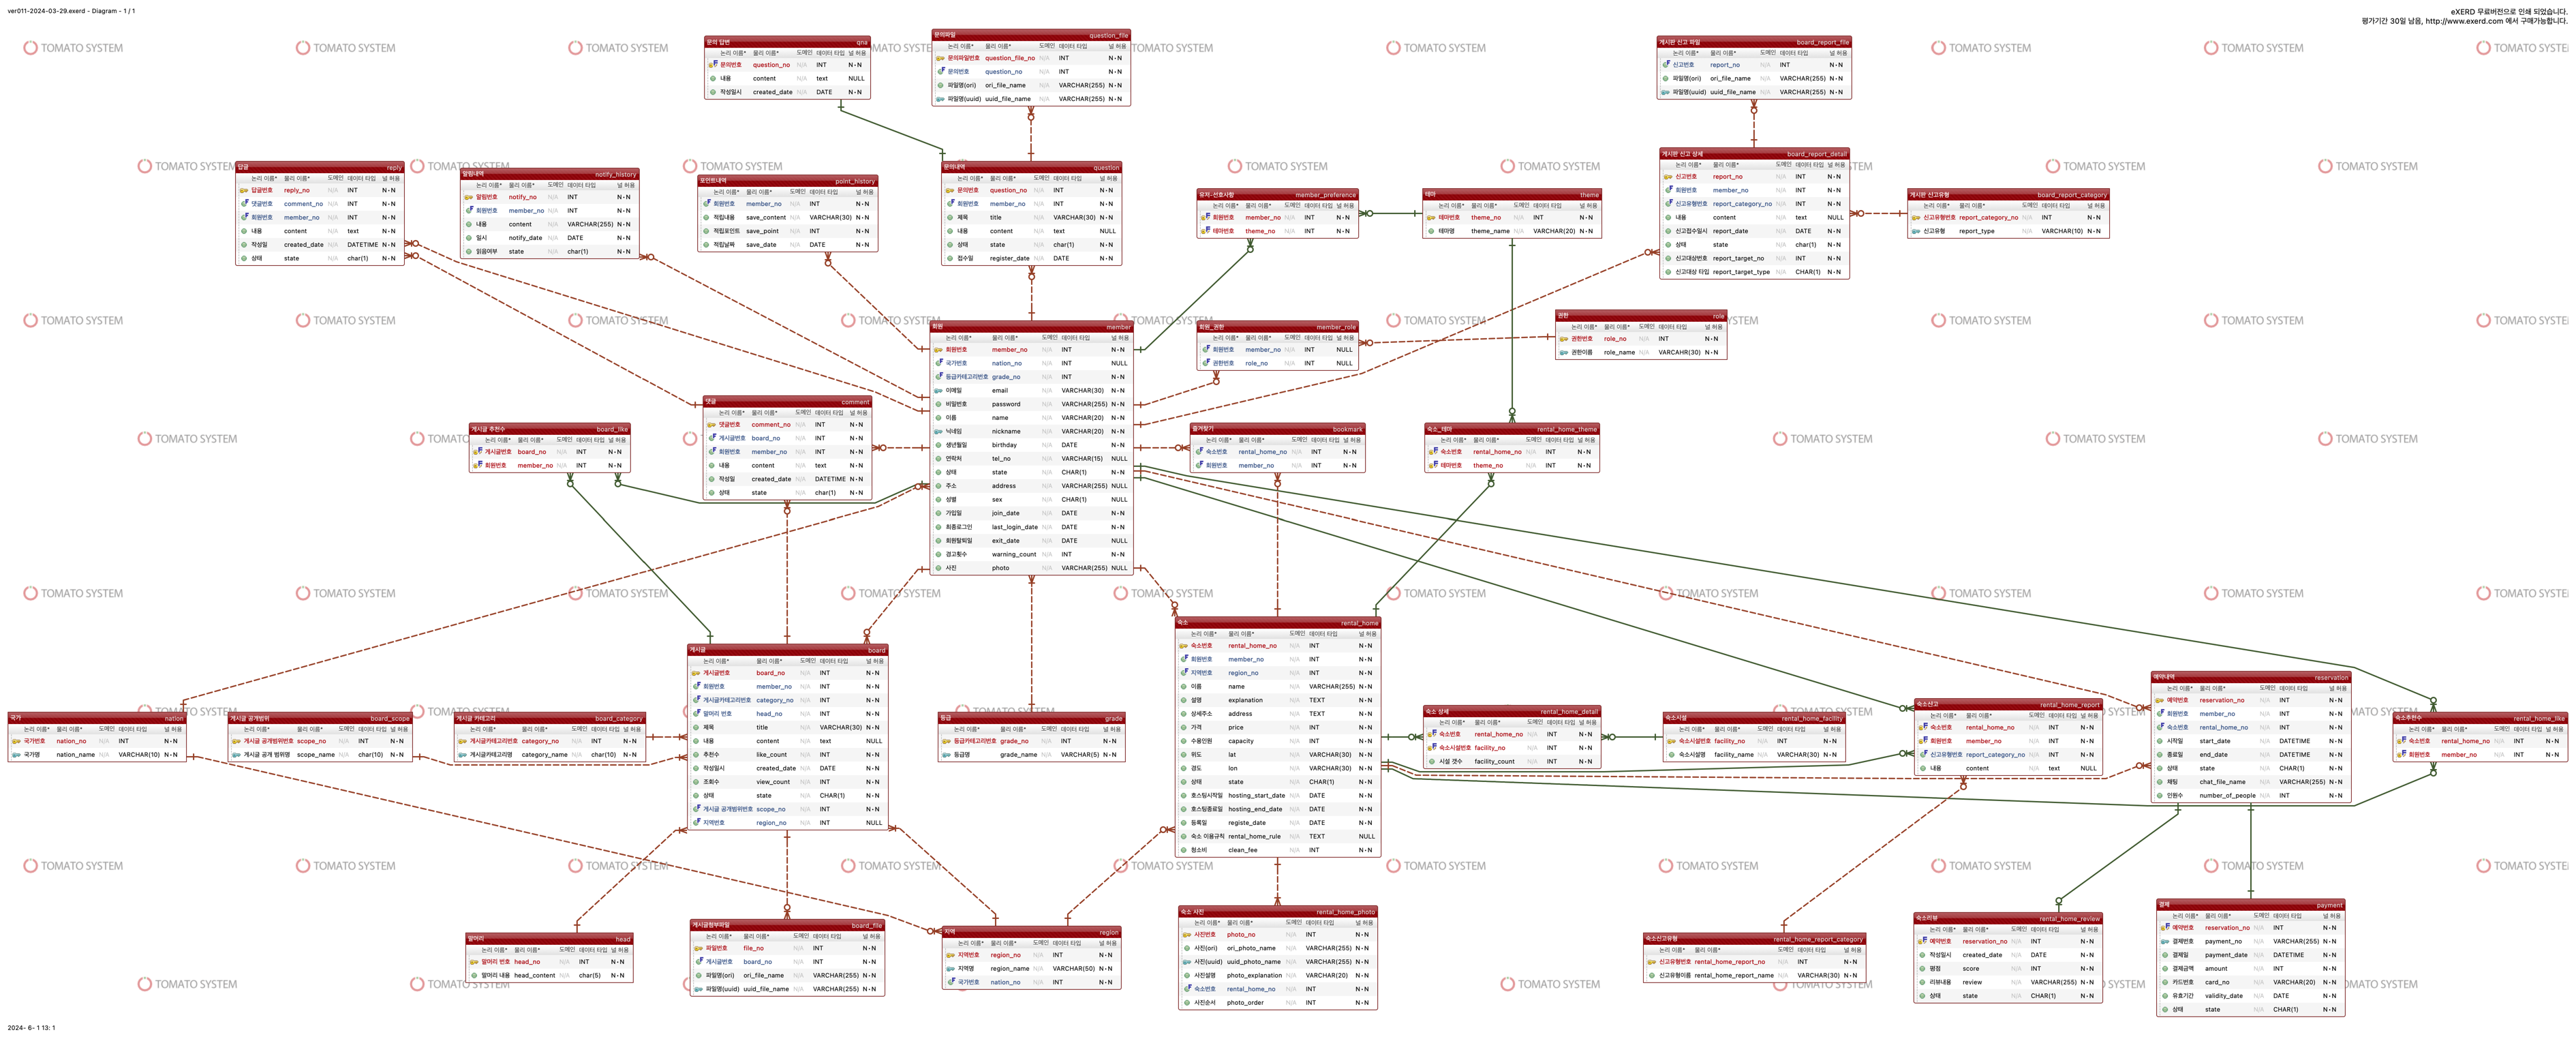 ver011-2024-03-29.exerd - Diagram - 1 / 1
eXERD 무료버전으로 인쇄 되었습니다.
평가기간 30일 남음, http://www.exerd.com 에서 구매가능합니다.
TOMATO SYSTEM
문의 답변 qna
논리 이름* 물리 이름* 도메인 데이터 타입 널 허용
문의번호 question_no N/A INT N-N
내용 content N/A text NULL
작성일시 created_date N/A DATE N-N
문의파일 question_file
논리 이름* 물리 이름* 도메인 데이터 타입 널 허용
문의파일번호 question_file_no N/A INT N-N
문의번호 question_no N/A INT N-N
파일명(ori) ori_file_name N/A VARCHAR(255) N-N
파일명(uuid) uuid_file_name N/A VARCHAR(255) N-N
게시판 신고 파일 board_report_file
논리 이름* 물리 이름* 도메인 데이터 타입 널 허용
신고번호 report_no N/A INT N-N
파일명(ori) ori_file_name N/A VARCHAR(255) N-N
파일명(uuid) uuid_file_name N/A VARCHAR(255) N-N
답글 reply
논리 이름* 물리 이름* 도메인 데이터 타입 널 허용
답글번호 reply_no N/A INT N-N
댓글번호 comment_no N/A INT N-N
회원번호 member_no N/A INT N-N
내용 content N/A text N-N
작성일 created_date N/A DATETIME N-N
상태 state N/A char(1) N-N
알림내역 notify_history
논리 이름* 물리 이름* 도메인 데이터 타입 널 허용
알림번호 notify_no N/A INT N-N
회원번호 member_no N/A INT N-N
내용 content N/A VARCHAR(255) N-N
일시 notify_date N/A DATE N-N
읽음여부 state N/A char(1) N-N
포인트내역 point_history
논리 이름* 물리 이름* 도메인 데이터 타입 널 허용
회원번호 member_no N/A INT N-N
적립내용 save_content N/A VARCHAR(30) N-N
적립포인트 save_point N/A INT N-N
적립날짜 save_date N/A DATE N-N
문의내역 question
논리 이름* 물리 이름* 도메인 데이터 타입 널 허용
문의번호 question_no N/A INT N-N
회원번호 member_no N/A INT N-N
제목 title N/A VARCHAR(30) N-N
내용 content N/A text NULL
상태 state N/A char(1) N-N
접수일 register_date N/A DATE N-N
유저-선호사항 member_preference
논리 이름* 물리 이름* 도메인 데이터 타입 널 허용
회원번호 member_no N/A INT N-N
테마번호 theme_no N/A INT N-N
테마 theme
논리 이름* 물리 이름* 도메인 데이터 타입 널 허용
테마번호 theme_no N/A INT N-N
테마명 theme_name N/A VARCHAR(20) N-N
게시판 신고 상세 board_report_detail
논리 이름* 물리 이름* 도메인 데이터 타입 널 허용
신고번호 report_no N/A INT N-N
회원번호 member_no N/A INT N-N
신고유형번호 report_category_no N/A INT N-N
내용 content N/A text NULL
신고접수일시 report_date N/A DATE N-N
상태 state N/A char(1) N-N
신고대상번호 report_target_no N/A INT N-N
신고대상 타입 report_target_type N/A CHAR(1) N-N
게시판 신고유형 board_report_category
논리 이름* 물리 이름* 도메인 데이터 타입 널 허용
신고유형번호 report_category_no N/A INT N-N
신고유형 report_type N/A VARCHAR(10) N-N
회원 member
논리 이름* 물리 이름* 도메인 데이터 타입 널 허용
회원번호 member_no N/A INT N-N
국가번호 nation_no N/A INT NULL
등급카테고리번호 grade_no N/A INT N-N
이메일 email N/A VARCHAR(30) N-N
비밀번호 password N/A VARCHAR(255) N-N
이름 name N/A VARCHAR(20) N-N
닉네임 nickname N/A VARCHAR(20) N-N
생년월일 birthday N/A DATE N-N
연락처 tel_no N/A VARCHAR(15) NULL
상태 state N/A CHAR(1) N-N
주소 address N/A VARCHAR(255) NULL
성별 sex N/A CHAR(1) NULL
가입일 join_date N/A DATE N-N
최종로그인 last_login_date N/A DATE N-N
회원탈퇴일 exit_date N/A DATE NULL
경고횟수 warning_count N/A INT N-N
사진 photo N/A VARCHAR(255) NULL
회원_권한 member_role
논리 이름* 물리 이름* 도메인 데이터 타입 널 허용
회원번호 member_no N/A INT NULL
권한번호 role_no N/A INT NULL
권한 role
논리 이름* 물리 이름* 도메인 데이터 타입 널 허용
권한번호 role_no N/A INT N-N
권한이름 role_name N/A VARCAHR(30) N-N
게시글 추천수 board_like
논리 이름* 물리 이름* 도메인 데이터 타입 널 허용
게시글번호 board_no N/A INT N-N
회원번호 member_no N/A INT N-N
댓글 comment
논리 이름* 물리 이름* 도메인 데이터 타입 널 허용
댓글번호 comment_no N/A INT N-N
게시글번호 board_no N/A INT N-N
회원번호 member_no N/A INT N-N
내용 content N/A text N-N
작성일 created_date N/A DATETIME N-N
상태 state N/A char(1) N-N
즐겨찾기 bookmark
논리 이름* 물리 이름* 도메인 데이터 타입 널 허용
숙소번호 rental_home_no N/A INT N-N
회원번호 member_no N/A INT N-N
숙소_테마 rental_home_theme
논리 이름* 물리 이름* 도메인 데이터 타입 널 허용
숙소번호 rental_home_no N/A INT N-N
테마번호 theme_no N/A INT N-N
국가 nation
논리 이름* 물리 이름* 도메인 데이터 타입 널 허용
국가번호 nation_no N/A INT N-N
국가명 nation_name N/A VARCHAR(10) N-N
게시글 공개범위 board_scope
논리 이름* 물리 이름* 도메인 데이터 타입 널 허용
게시글 공개범위번호 scope_no N/A INT N-N
게시글 공개 범위명 scope_name N/A char(10) N-N
게시글 카테고리 board_category
논리 이름* 물리 이름* 도메인 데이터 타입 널 허용
게시글카테고리번호 category_no N/A INT N-N
게시글카테고리명 category_name N/A char(10) N-N
게시글 board
논리 이름* 물리 이름* 도메인 데이터 타입 널 허용
게시글번호 board_no N/A INT N-N
회원번호 member_no N/A INT N-N
게시글카테고리번호 category_no N/A INT N-N
말머리 번호 head_no N/A INT N-N
제목 title N/A VARCHAR(30) N-N
내용 content N/A text NULL
추천수 like_count N/A INT N-N
작성일시 created_date N/A DATE N-N
조회수 view_count N/A INT N-N
상태 state N/A CHAR(1) N-N
게시글 공개범위번호 scope_no N/A INT N-N
지역번호 region_no N/A INT NULL
등급 grade
논리 이름* 물리 이름* 도메인 데이터 타입 널 허용
등급카테고리번호 grade_no N/A INT N-N
등급명 grade_name N/A VARCHAR(5) N-N
숙소 rental_home
논리 이름* 물리 이름* 도메인 데이터 타입 널 허용
숙소번호 rental_home_no N/A INT N-N
회원번호 member_no N/A INT N-N
지역번호 region_no N/A INT N-N
이름 name N/A VARCHAR(255) N-N
설명 explanation N/A TEXT N-N
상세주소 address N/A TEXT N-N
가격 price N/A INT N-N
수용인원 capacity N/A INT N-N
위도 lat N/A VARCHAR(30) N-N
경도 lon N/A VARCHAR(30) N-N
상태 state N/A CHAR(1) N-N
호스팅시작일 hosting_start_date N/A DATE N-N
호스팅종료일 hosting_end_date N/A DATE N-N
등록일 registe_date N/A DATE N-N
숙소 이용규칙 rental_home_rule N/A TEXT NULL
청소비 clean_fee N/A INT N-N
숙소 상세 rental_home_detail
논리 이름* 물리 이름* 도메인 데이터 타입 널 허용
숙소번호 rental_home_no N/A INT N-N
숙소시설번호 facility_no N/A INT N-N
시설 갯수 facility_count N/A INT N-N
숙소시설 rental_home_facility
논리 이름* 물리 이름* 도메인 데이터 타입 널 허용
숙소시설번호 facility_no N/A INT N-N
숙소시설명 facility_name N/A VARCHAR(30) N-N
숙소신고 rental_home_report
논리 이름* 물리 이름* 도메인 데이터 타입 널 허용
숙소번호 rental_home_no N/A INT N-N
회원번호 member_no N/A INT N-N
신고유형번호 report_category_no N/A INT N-N
내용 content N/A text NULL
예약내역 reservation
논리 이름* 물리 이름* 도메인 데이터 타입 널 허용
예약번호 reservation_no N/A INT N-N
회원번호 member_no N/A INT N-N
숙소번호 rental_home_no N/A INT N-N
시작일 start_date N/A DATETIME N-N
종료일 end_date N/A DATETIME N-N
상태 state N/A CHAR(1) N-N
채팅 chat_file_name N/A VARCHAR(255) N-N
인원수 number_of_people N/A INT N-N
숙소추천수 rental_home_like
논리 이름* 물리 이름* 도메인 데이터 타입 널 허용
숙소번호 rental_home_no N/A INT N-N
회원번호 member_no N/A INT N-N
말머리 head
논리 이름* 물리 이름* 도메인 데이터 타입 널 허용
말머리 번호 head_no N/A INT N-N
말머리 내용 head_content N/A char(5) N-N
게시글첨부파일 board_file
논리 이름* 물리 이름* 도메인 데이터 타입 널 허용
파일번호 file_no N/A INT N-N
게시글번호 board_no N/A INT N-N
파일명(ori) ori_file_name N/A VARCHAR(255) N-N
파일명(uuid) uuid_file_name N/A VARCHAR(255) N-N
지역 region
논리 이름* 물리 이름* 도메인 데이터 타입 널 허용
지역번호 region_no N/A INT N-N
지역명 region_name N/A VARCHAR(50) N-N
국가번호 nation_no N/A INT N-N
숙소 사진 rental_home_photo
논리 이름* 물리 이름* 도메인 데이터 타입 널 허용
사진번호 photo_no N/A INT N-N
사진(ori) ori_photo_name N/A VARCHAR(255) N-N
사진(uuid) uuid_photo_name N/A VARCHAR(255) N-N
사진설명 photo_explanation N/A VARCHAR(20) N-N
숙소번호 rental_home_no N/A INT N-N
사진순서 photo_order N/A INT N-N
숙소신고유형 rental_home_report_category
논리 이름* 물리 이름* 도메인 데이터 타입 널 허용
신고유형번호 rental_home_report_no N/A INT N-N
신고유형이름 rental_home_report_name N/A VARCHAR(30) N-N
숙소리뷰 rental_home_review
논리 이름* 물리 이름* 도메인 데이터 타입 널 허용
예약번호 reservation_no N/A INT N-N
작성일시 created_date N/A DATE N-N
평점 score N/A INT N-N
리뷰내용 review N/A VARCHAR(255) N-N
상태 state N/A CHAR(1) N-N
결제 payment
논리 이름* 물리 이름* 도메인 데이터 타입 널 허용
예약번호 reservation_no N/A INT N-N
결제번호 payment_no N/A VARCHAR(255) N-N
결제일 payment_date N/A DATETIME N-N
결제금액 amount N/A INT N-N
카드번호 card_no N/A VARCHAR(20) N-N
유효기간 validity_date N/A DATE N-N
상태 state N/A CHAR(1) N-N
2024- 6- 1 13: 1